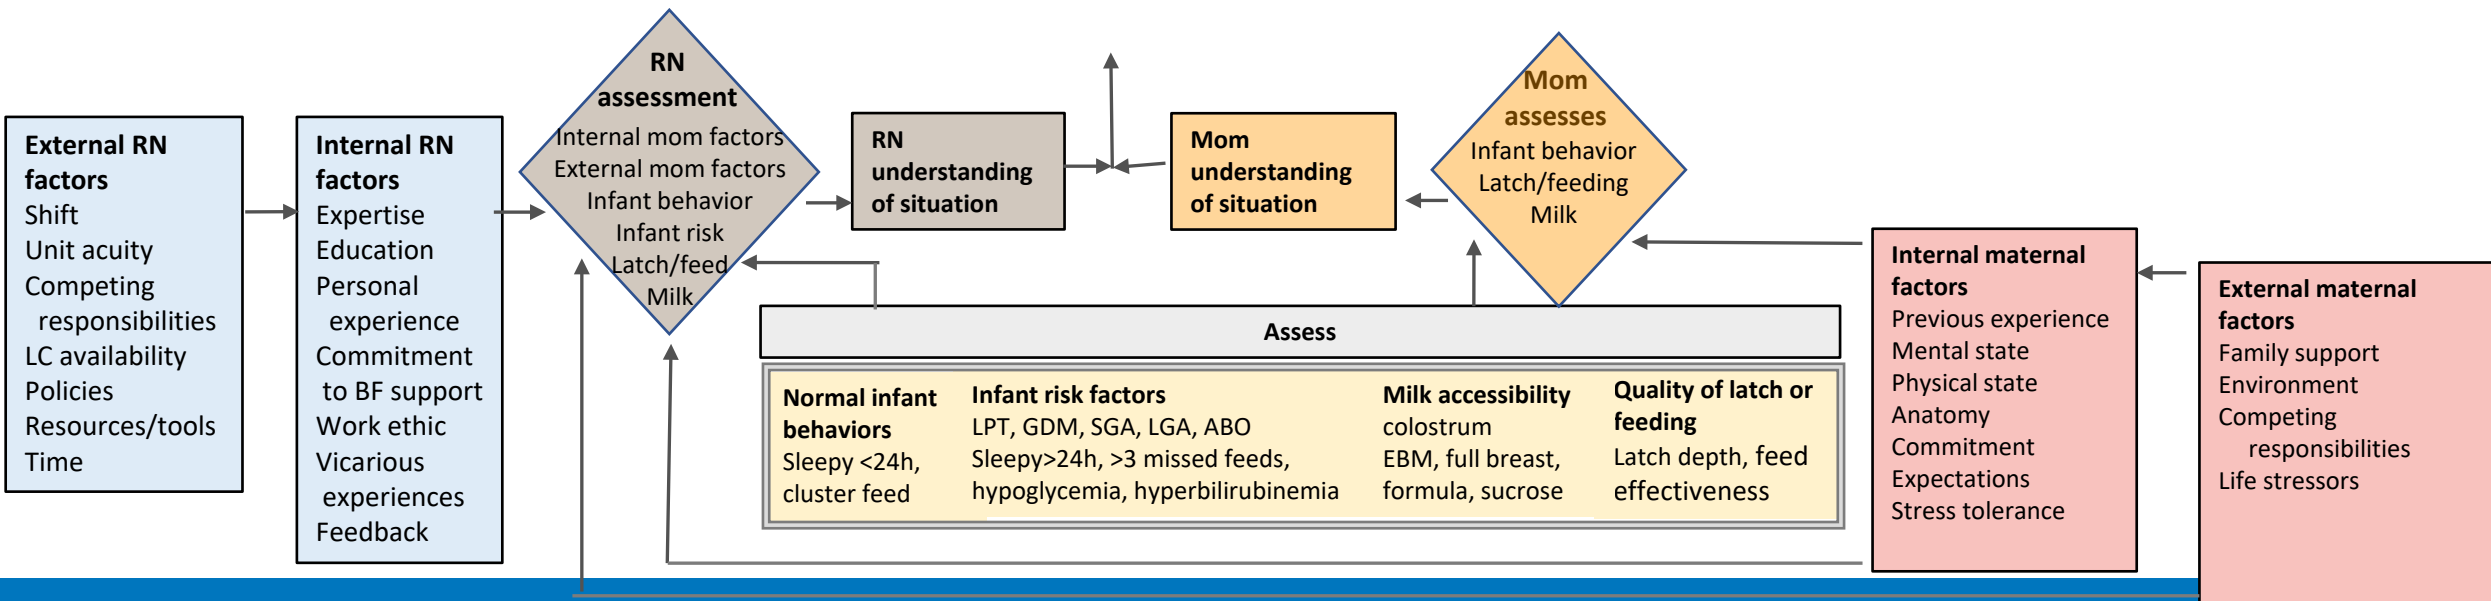 External RN
factors
Shift
Unit acuity
Competing
responsibilities
LC availability
Policies
Resources/tools
Time
Internal RN
factors
Expertise
Education
Personal
experience
Commitment
to BF support
Work ethic
Vicarious
experiences
Feedback
RN
assessment
Internal mom factors
External mom factors
Infant behavior
Infant risk
Latch/feed
Milk
RN
understanding
of situation
Mom
understanding
of situation
Mom
assesses
Infant behavior
Latch/feeding
Milk
Assess
Normal infant
behaviors
Sleepy <24h,
cluster feed
Infant risk factors
LPT, GDM, SGA, LGA, ABO
Sleepy>24h, >3 missed feeds,
hypoglycemia, hyperbilirubinemia
Milk accessibility
colostrum
EBM, full breast,
formula, sucrose
Quality of latch or
feeding
Latch depth, feed
effectiveness
Internal maternal
factors
Previous experience
Mental state
Physical state
Anatomy
Commitment
Expectations
Stress tolerance
External maternal
factors
Family support
Environment
Competing
responsibilities
Life stressors